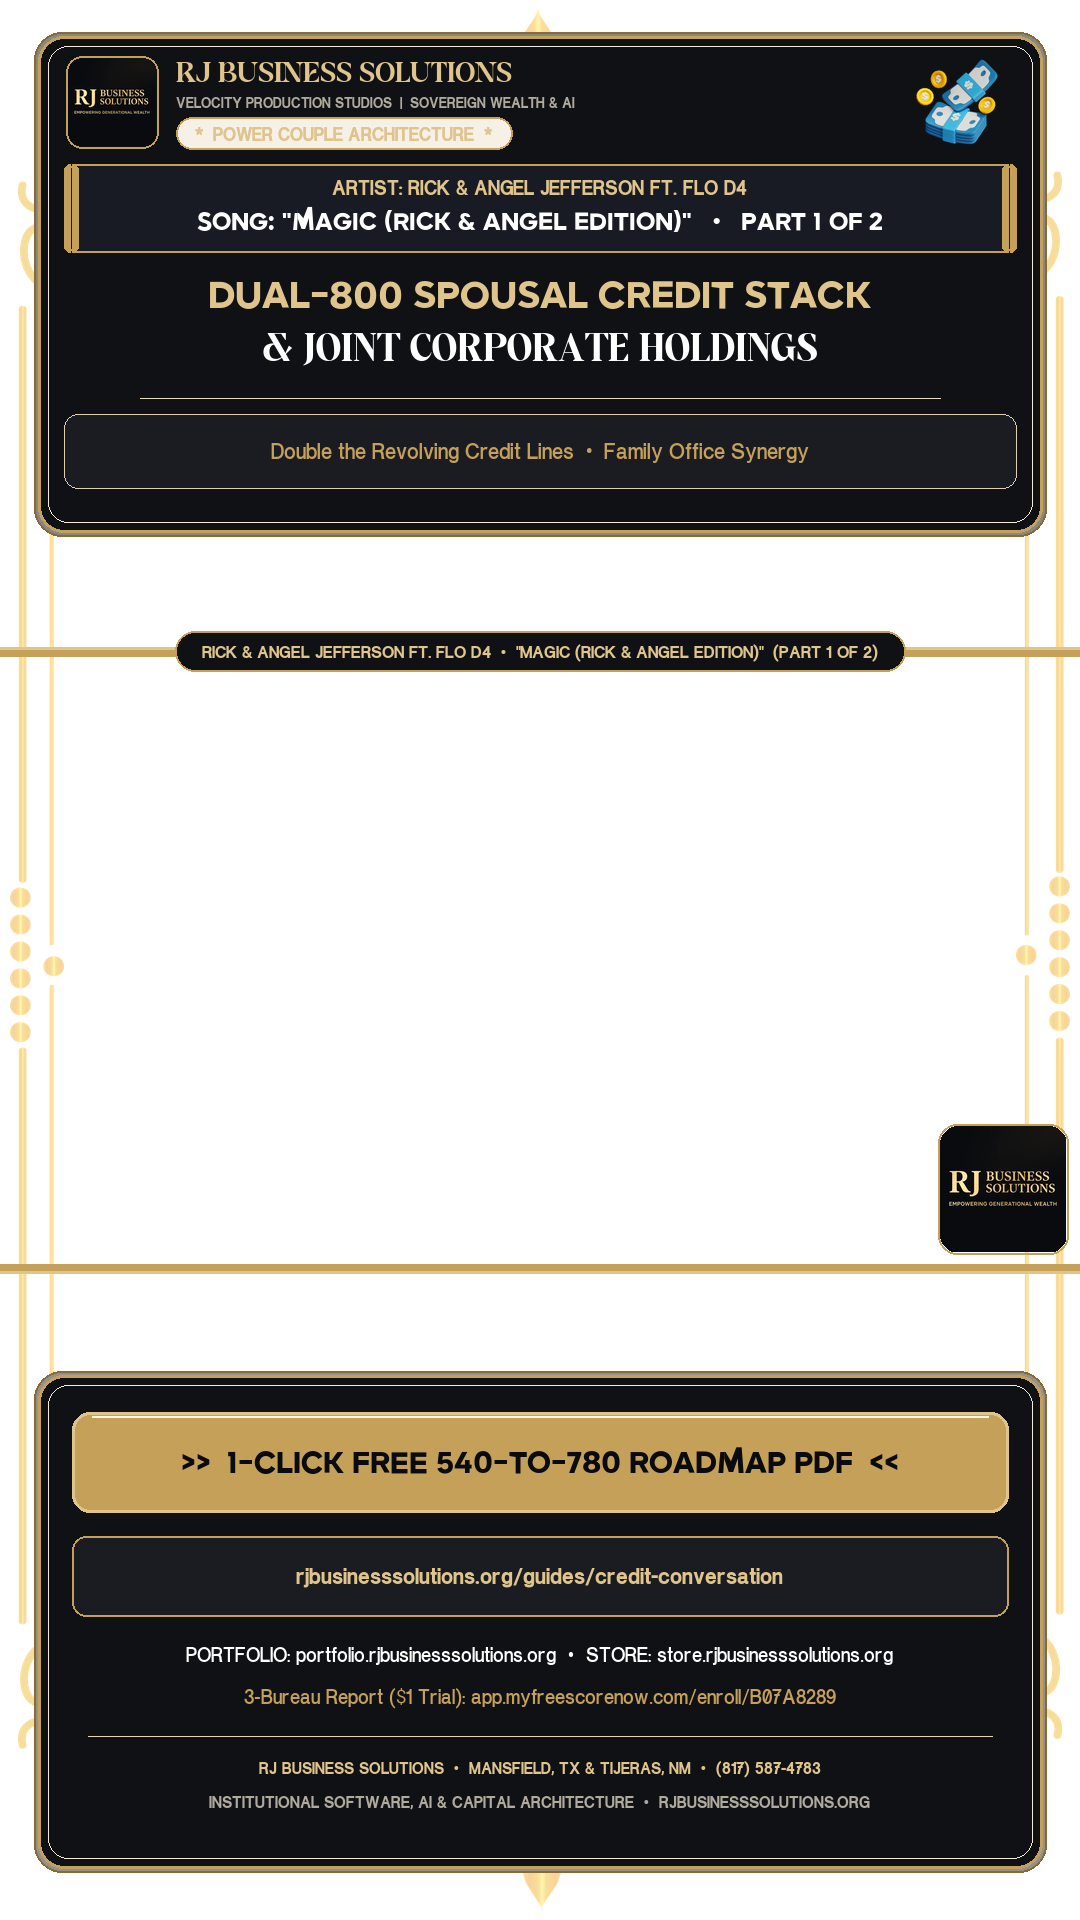 RJ BUSINESS SOLUTIONS
EMPOWERING GENERATIONAL WEALTH
RJ BUSINESS SOLUTIONS
VELOCITY PRODUCTION STUDIOS | SOVEREIGN WEALTH & AI
* POWER COUPLE ARCHITECTURE *
ARTIST: RICK & ANGEL JEFFERSON FT. FLO D4
SONG: "MAGIC (RICK & ANGEL EDITION)" • PART 1 OF 2
DUAL-800 SPOUSAL CREDIT STACK
& JOINT CORPORATE HOLDINGS
Double the Revolving Credit Lines • Family Office Synergy
RICK & ANGEL JEFFERSON FT. FLO D4 • "MAGIC (RICK & ANGEL EDITION)" (PART 1 OF 2)
RJ BUSINESS SOLUTIONS
EMPOWERING GENERATIONAL WEALTH
>> 1-CLICK FREE 540-TO-780 ROADMAP PDF <<
rjbusinesssolutions.org/guides/credit-conversation
PORTFOLIO: portfolio.rjbusinesssolutions.org • STORE: store.rjbusinesssolutions.org
3-Bureau Report ($1 Trial): app.myfreescorenow.com/enroll/B07A8289
RJ BUSINESS SOLUTIONS • MANSFIELD, TX & TIJERAS, NM • (817) 587-4783
INSTITUTIONAL SOFTWARE, AI & CAPITAL ARCHITECTURE • RJBUSINESSSOLUTIONS.ORG